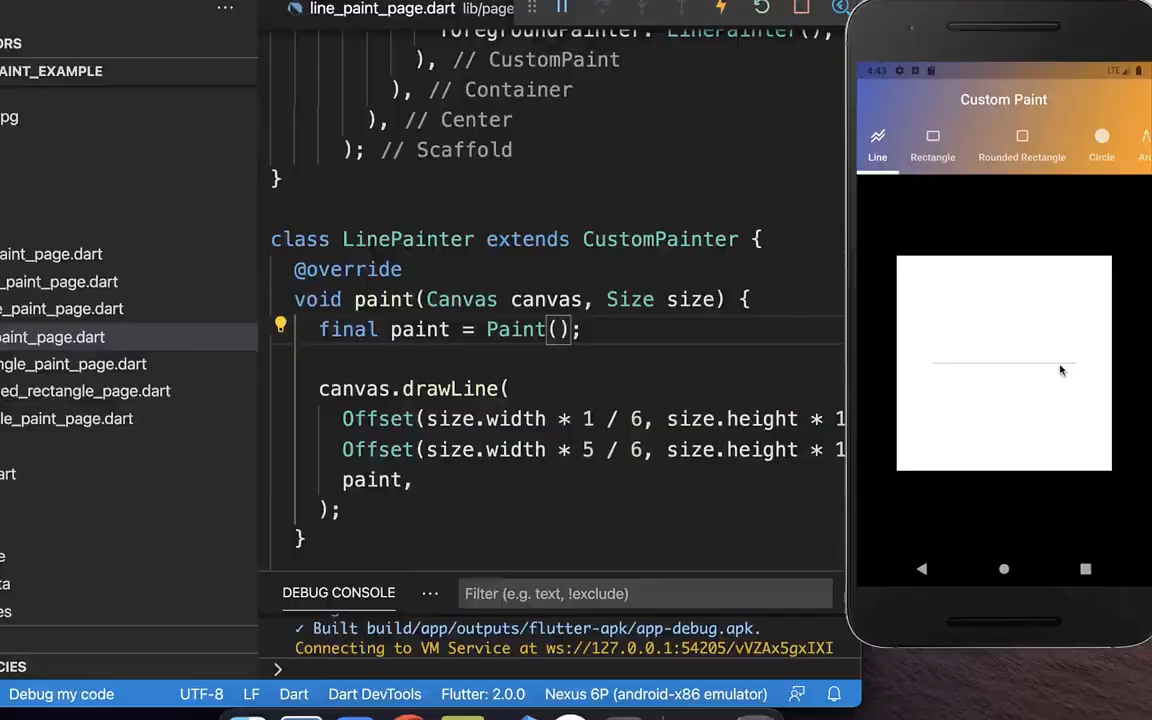 line_paint_page.dart lib/page
ORS
AINT_EXAMPLE
pg
aint_page.dart
_paint_page.dart
e_paint_page.dart
paint_page.dart
ngle_paint_page.dart
ed_rectangle_page.dart
le_paint_page.dart
art
e
ta
es
CIES
foregroundPainter: LinePainter(),
), // CustomPaint
), // Container
), // Center
); // Scaffold
}
class LinePainter extends CustomPainter {
@override
void paint(Canvas canvas, Size size) {
final paint = Paint();
canvas.drawLine(
Offset(size.width * 1 / 6, size.height * 1
Offset(size.width * 5 / 6, size.height * 1
paint,
);
}
DEBUG CONSOLE ... Filter (e.g. text, !exclude)
✓ Built build/app/outputs/flutter-apk/app-debug.apk.
Connecting to VM Service at ws://127.0.0.1:54205/vVZAx5gxIXI
Debug my code UTF-8 LF Dart Dart DevTools Flutter: 2.0.0 Nexus 6P (android-x86 emulator)
4:43 LTE
Custom Paint
Line Rectangle Rounded Rectangle Circle Arc